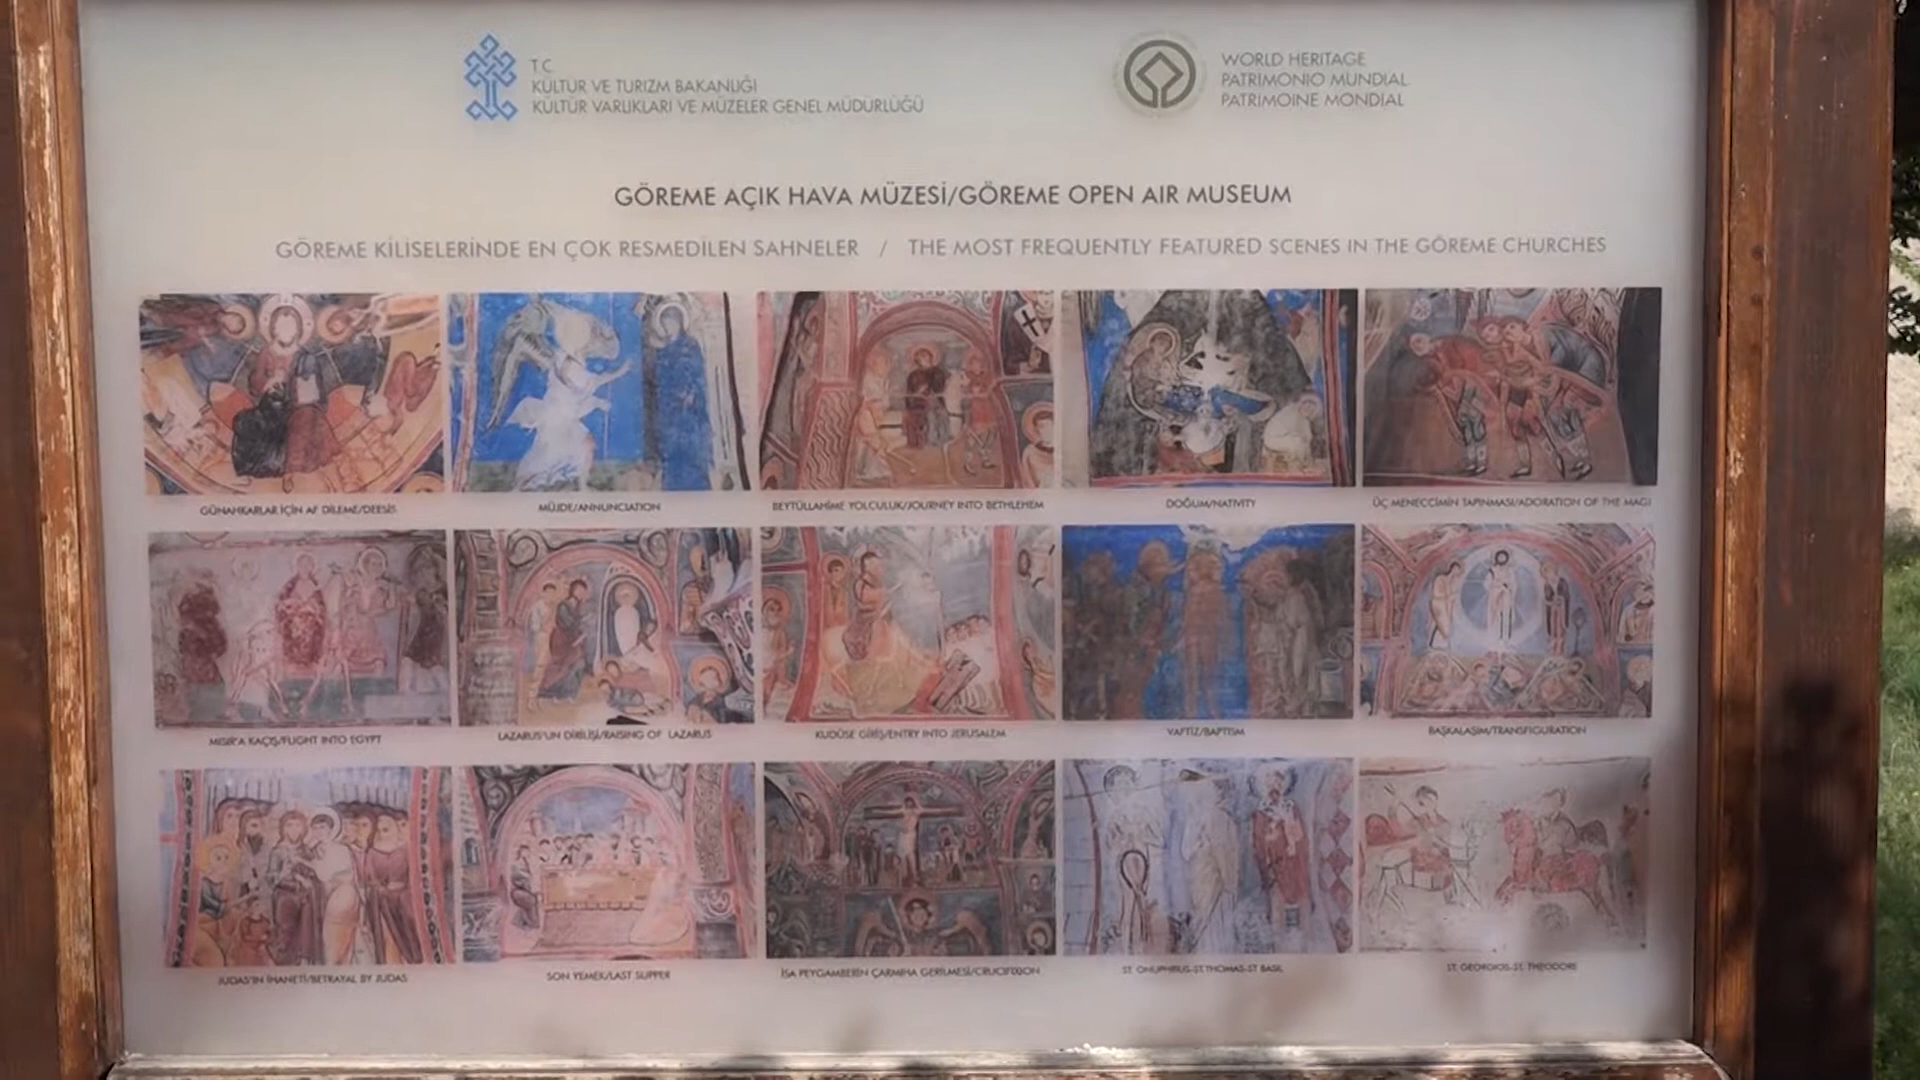 T.C.
KÜLTÜR VE TURİZM BAKANLIĞI
KÜLTÜR VARLIKLARI VE MÜZELER GENEL MÜDÜRLÜĞÜ
WORLD HERITAGE
PATRIMONIO MUNDIAL
PATRIMOINE MONDIAL
GÖREME AÇIK HAVA MÜZESİ/GÖREME OPEN AIR MUSEUM
GÖREME KİLİSELERİNDE EN ÇOK RESMEDİLEN SAHNELER / THE MOST FREQUENTLY FEATURED SCENES IN THE GÖREME CHURCHES
GÜNAHKARLAR İÇİN AF DİLEME/DEESIS
MÜJDE/ANNUNCIATION
BEYTÜLLAHİME YOLCULUK/JOURNEY INTO BETHLEHEM
DOĞUM/NATIVITY
ÜÇ MENECCİMİN TAPINMASI/ADORATION OF THE MAGI
MISIR'A KAÇIŞ/FLIGHT INTO EGYPT
LAZARUS'UN DİRİLİŞİ/RAISING OF LAZARUS
KUDÜSE GİRİŞ/ENTRY INTO JERUSALEM
VAFTİZ/BAPTISM
BAŞKALAŞIM/TRANSFIGURATION
JUDAS'IN İHANETİ/BETRAYAL BY JUDAS
SON YEMEK/LAST SUPPER
İSA PEYGAMBERİN ÇARMIHA GERİLMESİ/CRUCIFIXION
ST. ONUPHRIUS-ST.THOMAS-ST BASIL
ST. GEORGIOS-ST. THEODORE